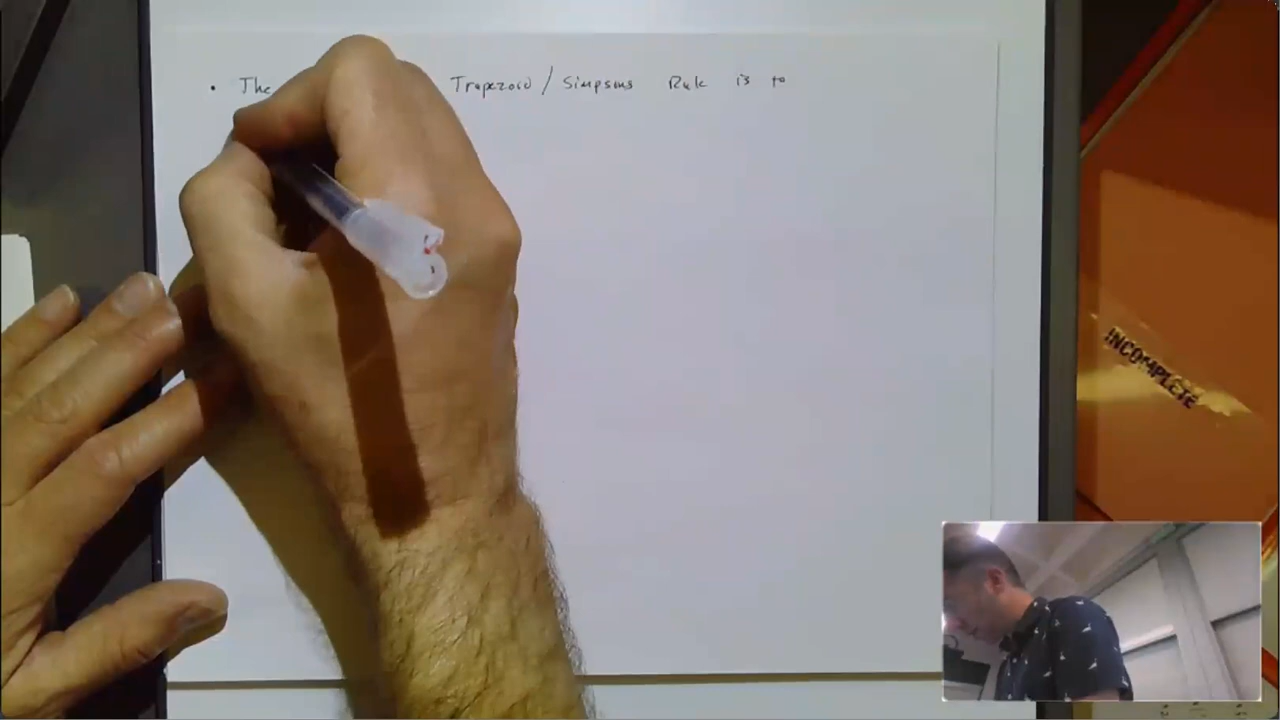 • The Trapezoid / Simpsons Rule is to
INCOMPLETE